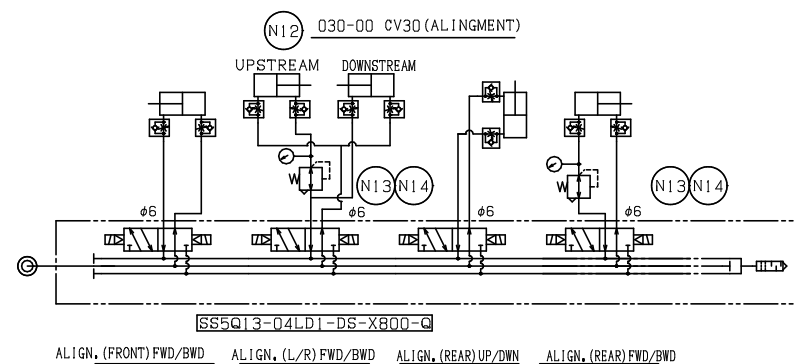 N12 030-00 CV30(ALINGMENT)
UPSTREAM DOWNSTREAM
W N13 N14 W N13 N14
φ6 φ6 φ6 φ6
SS5Q13-04LD1-DS-X800-Q
ALIGN.(FRONT)FWD/BWD ALIGN.(L/R)FWD/BWD ALIGN.(REAR)UP/DWN ALIGN.(REAR)FWD/BWD